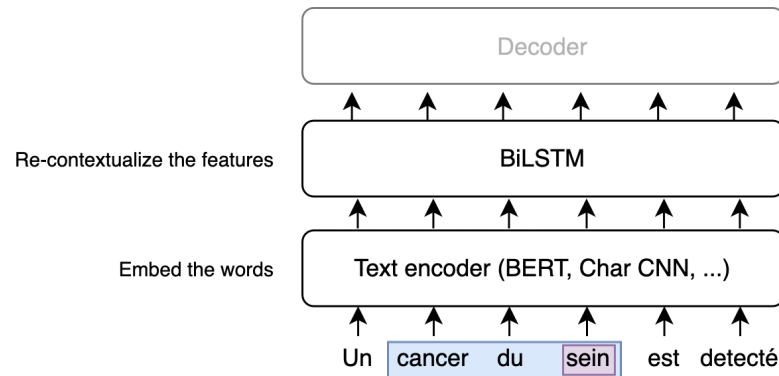 Decoder
Re-contextualize the features
BiLSTM
Embed the words
Text encoder (BERT, Char CNN, ...)
Un cancer du sein est detecté